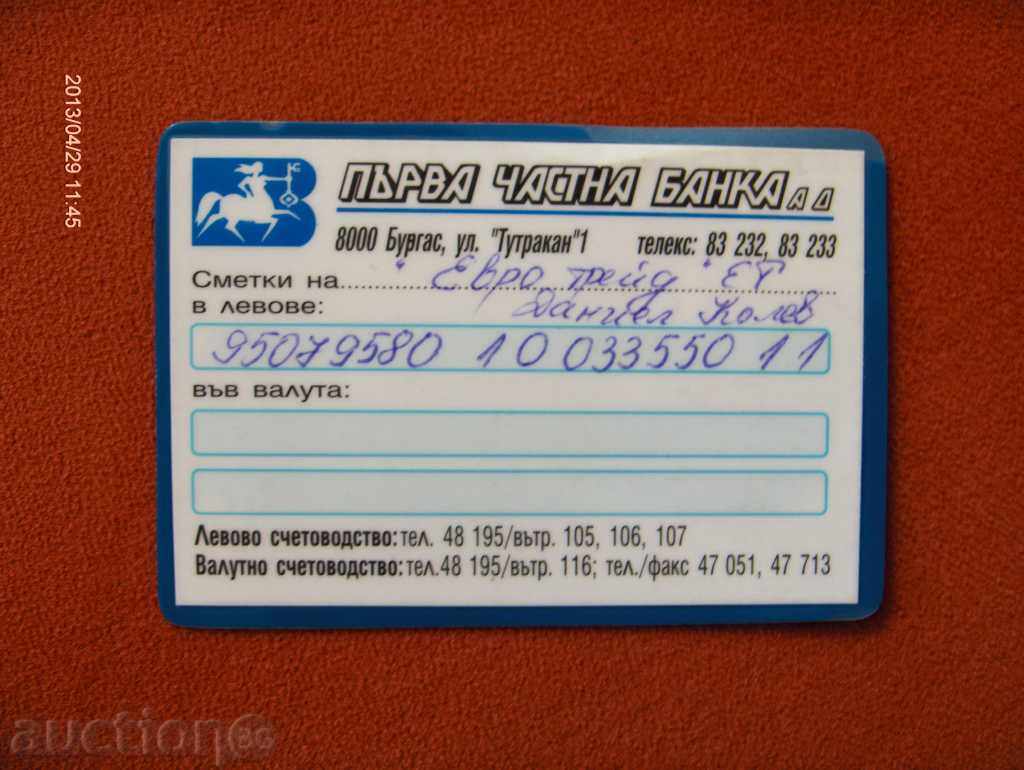 2013/04/29 11:45
ПЪРВА ЧАСТНА БАНКА АД
8000 Бургас, ул. "Тутракан"1 телекс: 83 232, 83 233
Сметки на "Евро трейд" ЕТ
в левове: Даниел Колев
95079580 10 033550 11
във валута:
Левово счетоводство: тел. 48 195/вътр. 105, 106, 107
Валутно счетоводство: тел.48 195/вътр. 116; тел./факс 47 051, 47 713
auction BG